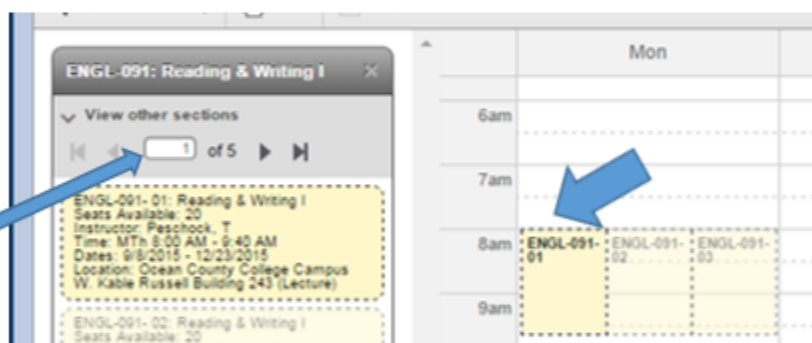 ENGL-091: Reading & Writing I
View other sections
1 of 5
ENGL-091- 01: Reading & Writing I
Seats Available: 20
Instructor: Peschock, T
Time: MTh 8:00 AM - 9:40 AM
Dates: 9/8/2015 - 12/23/2015
Location: Ocean County College Campus
W. Kable Russell Building 243 (Lecture)
ENGL-091- 02: Reading & Writing I
Seats Available: 20
Mon
6am
7am
8am
ENGL-091-
01
ENGL-091-
02
ENGL-091-
03
9am